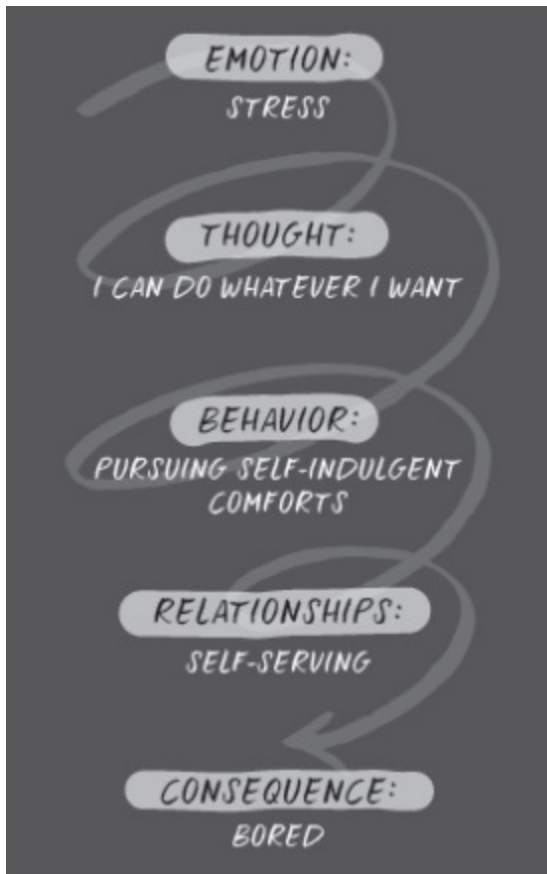 EMOTION:
STRESS
THOUGHT:
I CAN DO WHATEVER I WANT
BEHAVIOR:
PURSUING SELF-INDULGENT
COMFORTS
RELATIONSHIPS:
SELF-SERVING
CONSEQUENCE:
BORED